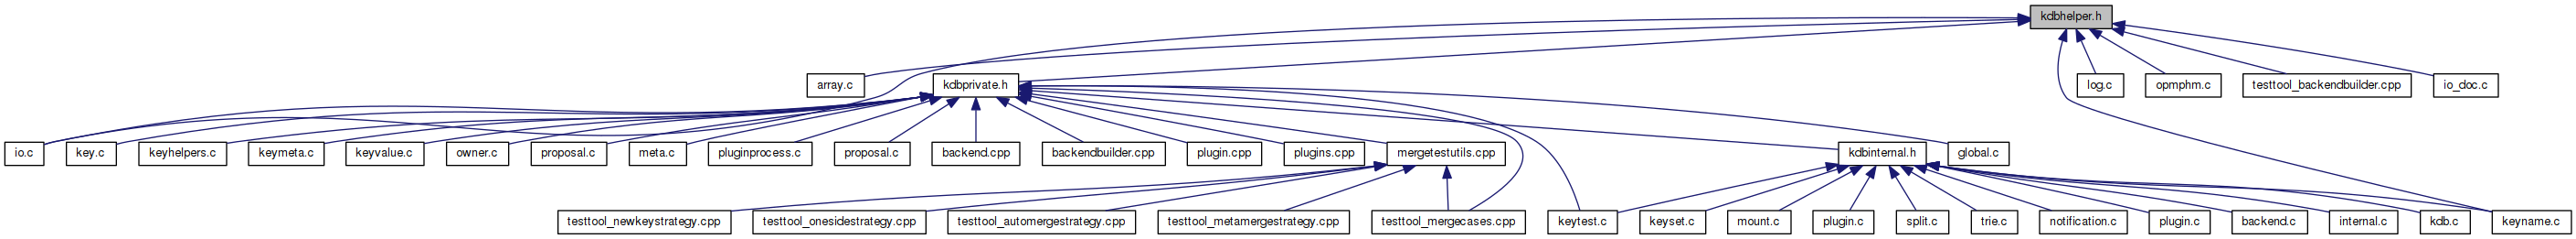 kdbhelper.h
array.c
kdbprivate.h
log.c
opmphm.c
testtool_backendbuilder.cpp
io_doc.c
io.c
key.c
keyhelpers.c
keymeta.c
keyvalue.c
owner.c
proposal.c
meta.c
pluginprocess.c
proposal.c
backend.cpp
backendbuilder.cpp
plugin.cpp
plugins.cpp
mergetestutils.cpp
kdbinternal.h
global.c
testtool_newkeystrategy.cpp
testtool_onesidestrategy.cpp
testtool_automergestrategy.cpp
testtool_metamergestrategy.cpp
testtool_mergecases.cpp
keytest.c
keyset.c
mount.c
plugin.c
split.c
trie.c
notification.c
plugin.c
backend.c
internal.c
kdb.c
keyname.c